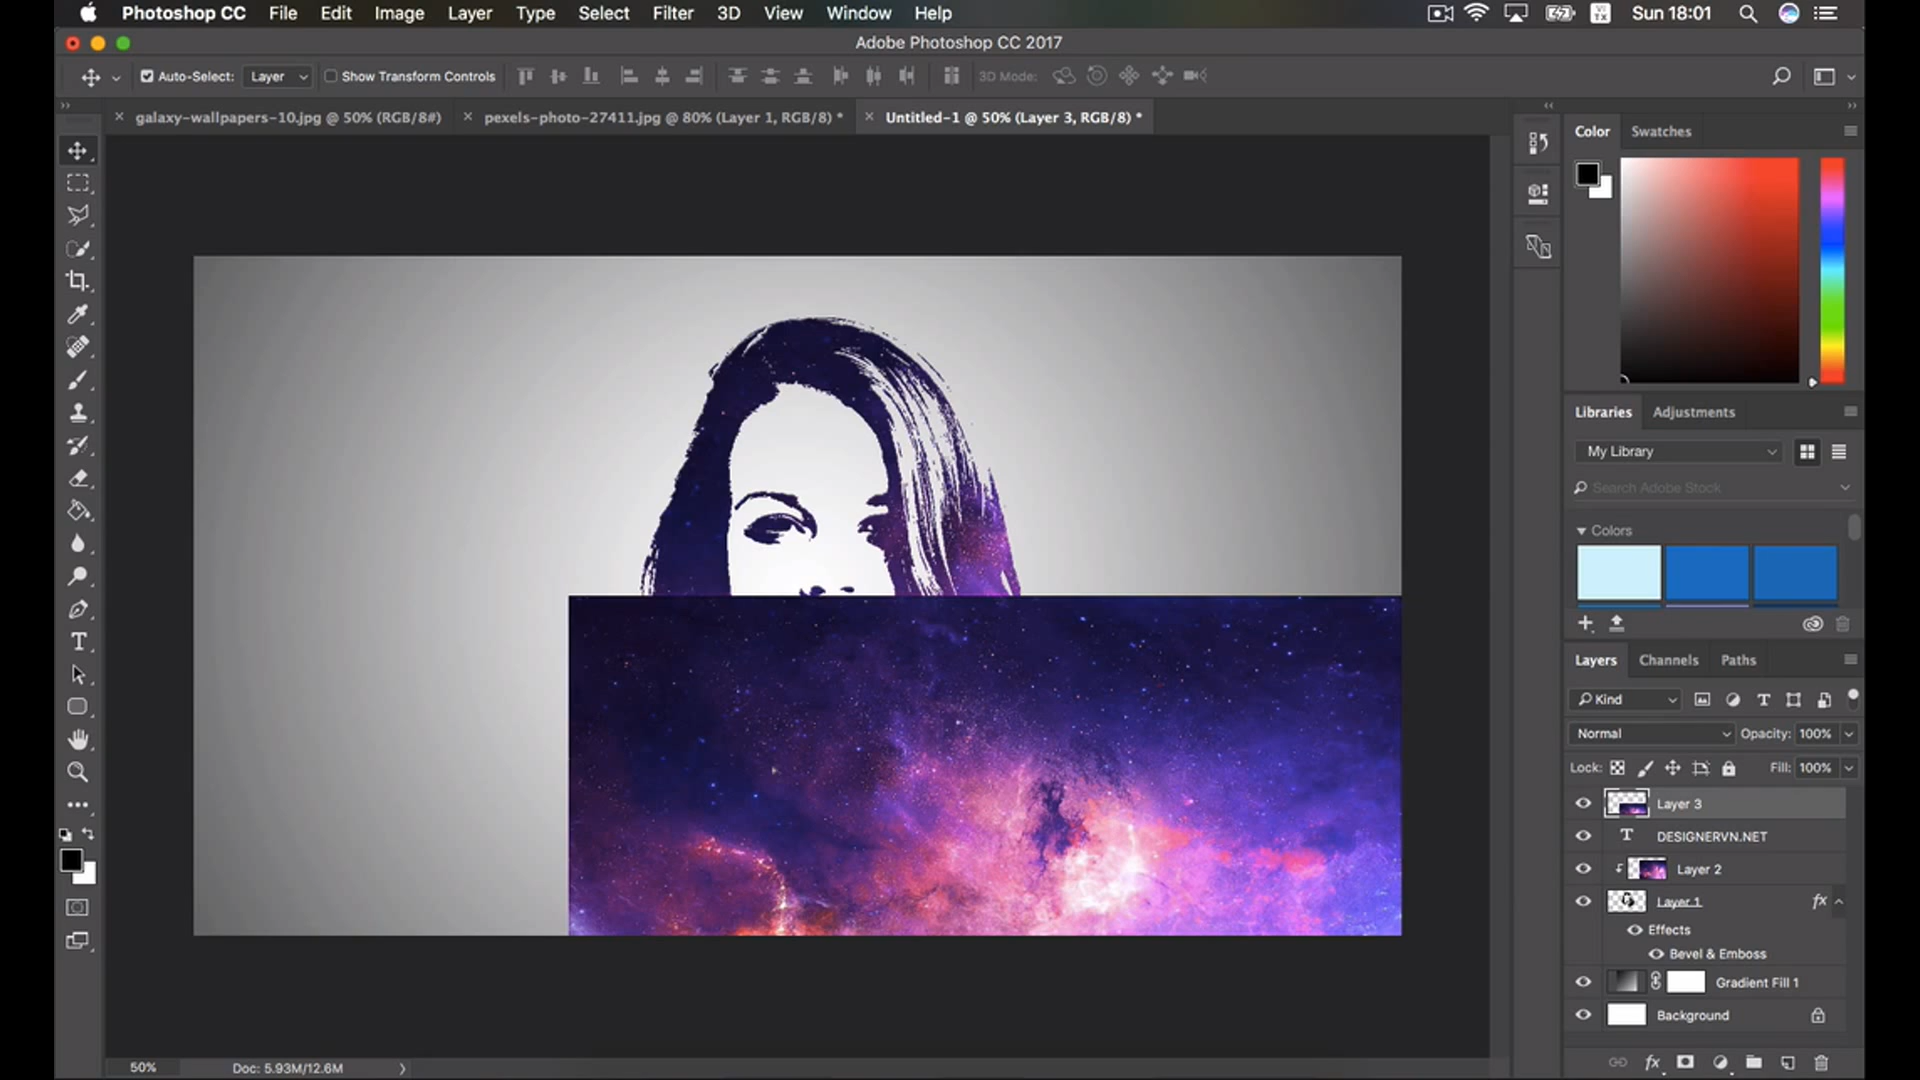 Photoshop CC File Edit Image Layer Type Select Filter 3D View Window Help Sun 18:01
Adobe Photoshop CC 2017
Auto-Select: Layer Show Transform Controls 3D Mode:
galaxy-wallpapers-10.jpg @ 50% (RGB/8#) pexels-photo-27411.jpg @ 80% (Layer 1, RGB/8) * Untitled-1 @ 50% (Layer 3, RGB/8) *
Color Swatches
Libraries Adjustments
My Library
Search Adobe Stock
Colors
Layers Channels Paths
Kind
Normal Opacity: 100%
Lock: Fill: 100%
Layer 3
T DESIGNERVN.NET
Layer 2
Layer 1 fx
Effects
Bevel & Emboss
Gradient Fill 1
Background
50% Doc: 5.93M/12.6M
fx